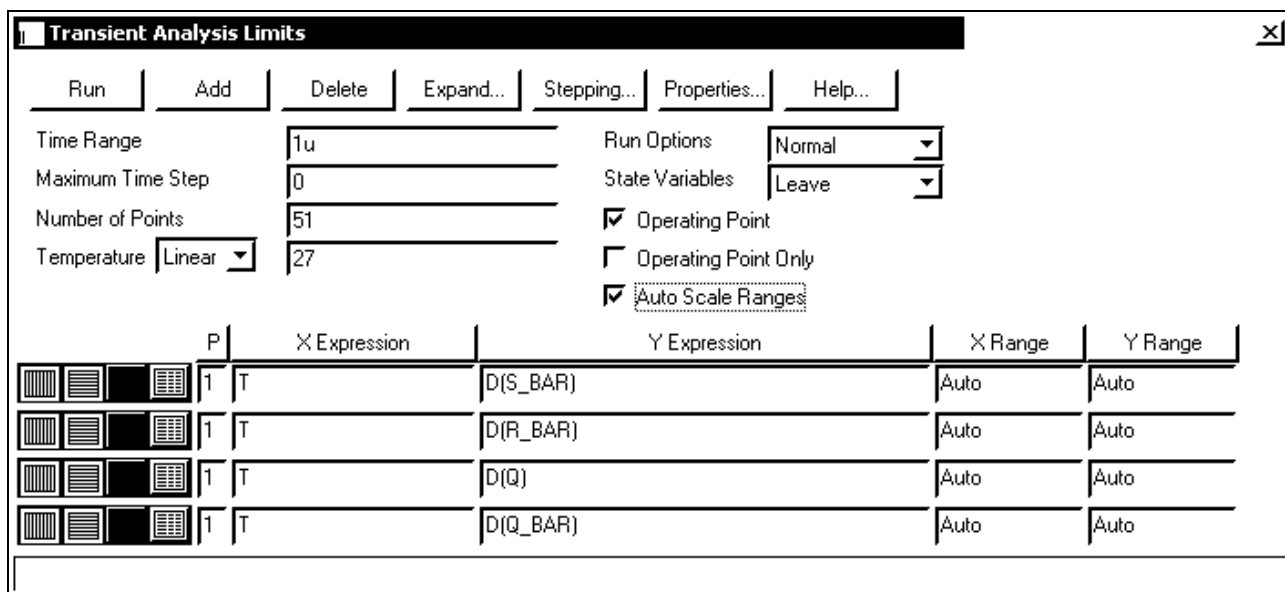 Transient Analysis Limits
Run Add Delete Expand... Stepping... Properties... Help...
Time Range 1u Run Options Normal
Maximum Time Step 0 State Variables Leave
Number of Points 51 Operating Point
Temperature Linear 27 Operating Point Only
Auto Scale Ranges
P X Expression Y Expression X Range Y Range
1 T D(S_BAR) Auto Auto
1 T D(R_BAR) Auto Auto
1 T D(Q) Auto Auto
1 T D(Q_BAR) Auto Auto